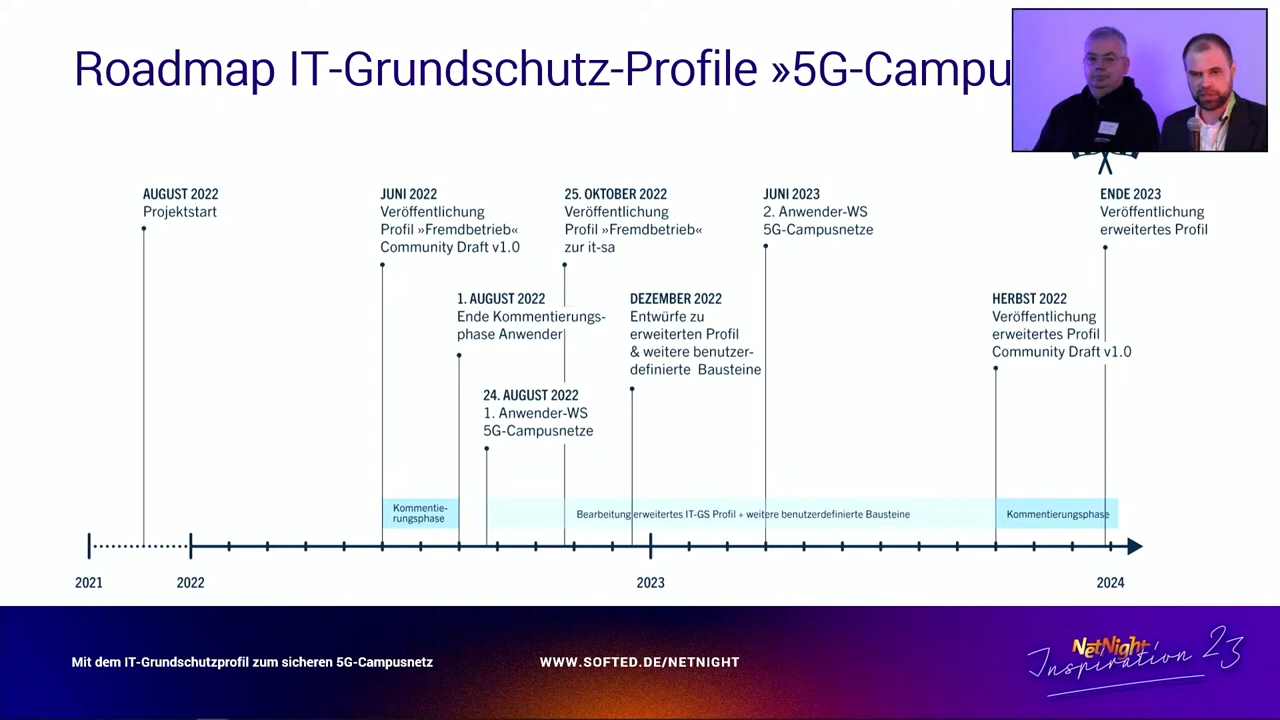 Roadmap IT-Grundschutz-Profile »5G-Campu
AUGUST 2022
Projektstart
JUNI 2022
Veröffentlichung
Profil »Fremdbetrieb«
Community Draft v1.0
25. OKTOBER 2022
Veröffentlichung
Profil »Fremdbetrieb«
zur it-sa
JUNI 2023
2. Anwender-WS
5G-Campusnetze
ENDE 2023
Veröffentlichung
erweitertes Profil
1. AUGUST 2022
Ende Kommentierungs-
phase Anwender
DEZEMBER 2022
Entwürfe zu
erweiterten Profil
& weitere benutzer-
definierte Bausteine
HERBST 2022
Veröffentlichung
erweitertes Profil
Community Draft v1.0
24. AUGUST 2022
1. Anwender-WS
5G-Campusnetze
Kommentie-
rungsphase
Bearbeitung erweitertes IT-GS Profil + weitere benutzerdefinierte Bausteine
Kommentierungsphase
2021
2022
2023
2024
Mit dem IT-Grundschutzprofil zum sicheren 5G-Campusnetz
WWW.SOFTED.DE/NETNIGHT
NetNight
Inspiration 23